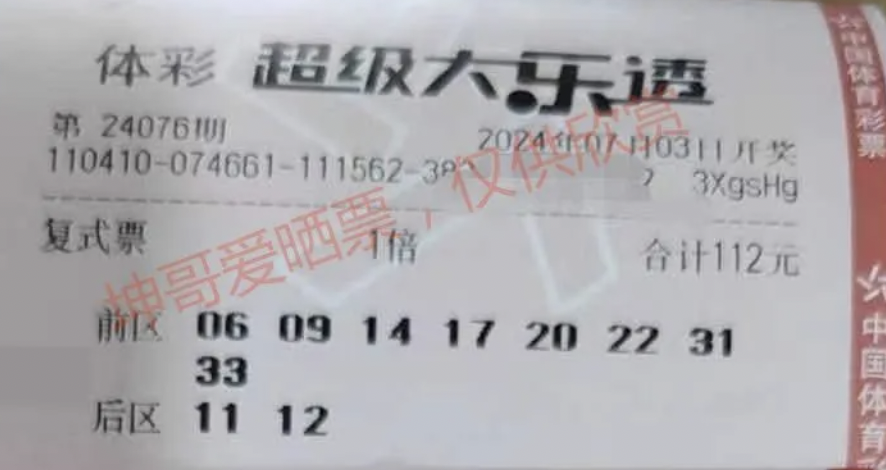 体彩 超级大乐透
第 24076期 2024年07月03日开奖
110410-074661-111562-38 3XgsHg
复式票 1倍 合计112元
前区 06 09 14 17 20 22 31
33
后区 11 12
坤哥爱晒票，仅供欣赏
中国体育彩票
中国体育彩